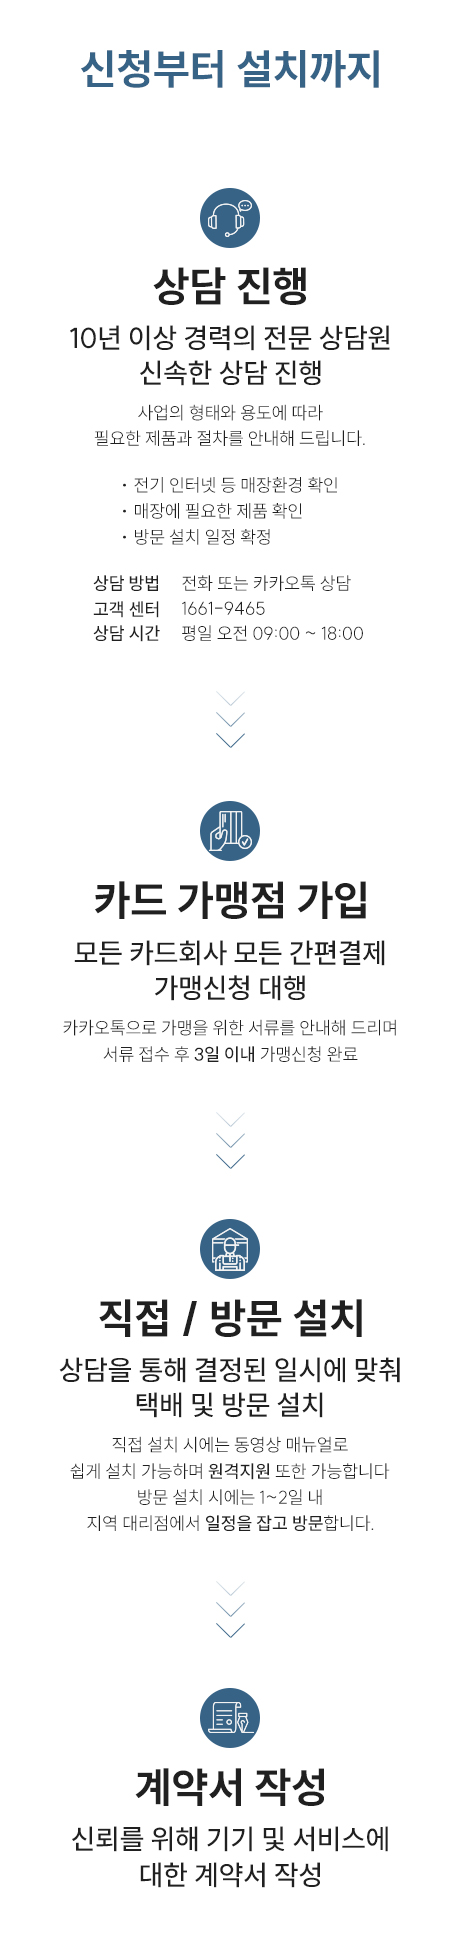 신청부터 설치까지
상담 진행
10년 이상 경력의 전문 상담원
신속한 상담 진행
사업의 형태와 용도에 따라
필요한 제품과 절차를 안내해 드립니다.
• 전기 인터넷 등 매장환경 확인
• 매장에 필요한 제품 확인
• 방문 설치 일정 확정
상담 방법 전화 또는 카카오톡 상담
고객 센터 1661-9465
상담 시간 평일 오전 09:00 ~ 18:00
카드 가맹점 가입
모든 카드회사 모든 간편결제
가맹신청 대행
카카오톡으로 가맹을 위한 서류를 안내해 드리며
서류 접수 후 3일 이내 가맹신청 완료
직접 / 방문 설치
상담을 통해 결정된 일시에 맞춰
택배 및 방문 설치
직접 설치 시에는 동영상 매뉴얼로
쉽게 설치 가능하며 원격지원 또한 가능합니다
방문 설치 시에는 1~2일 내
지역 대리점에서 일정을 잡고 방문합니다.
계약서 작성
신뢰를 위해 기기 및 서비스에
대한 계약서 작성